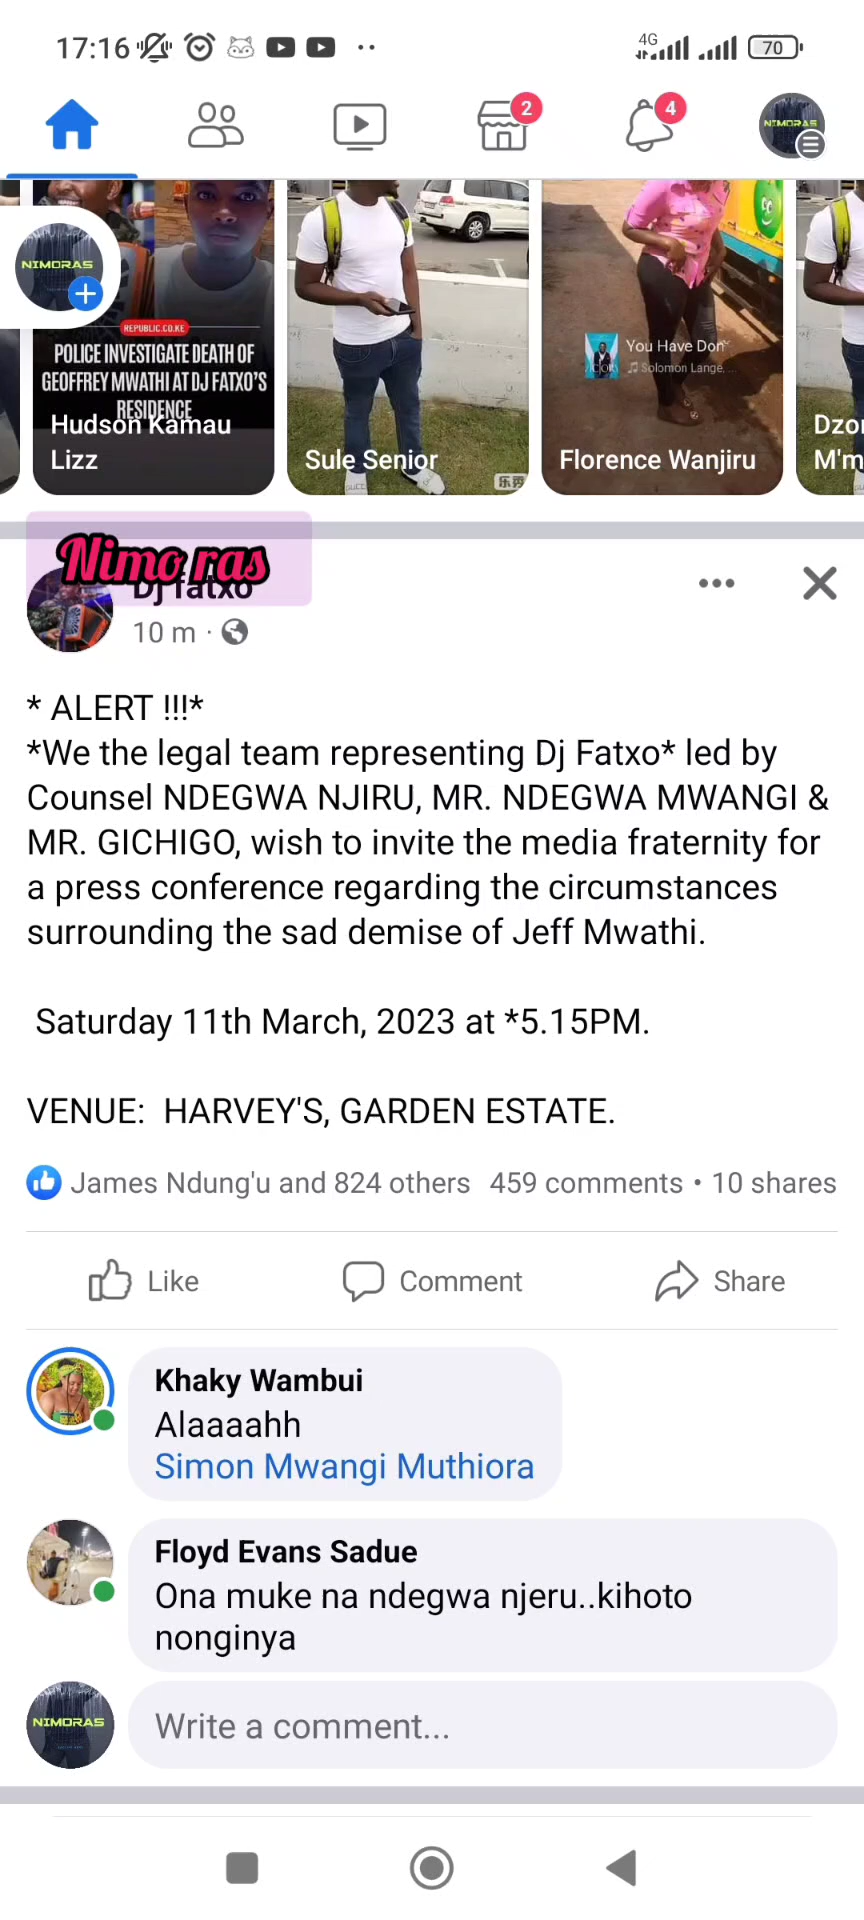 17:16
4G
70
2
4
NIMORAS
NIMORAS
REPUBLIC.CO.KE
POLICE INVESTIGATE DEATH OF
GEOFFREY MWATHI AT DJ FATXO'S
RESIDENCE
Hudson Kamau
Lizz
Sule Senior
乐秀
You Have Don
Solomon Lange, ...
Florence Wanjiru
Dzo
M'm
Nimo ras
Dj fatxo
10 m ·
* ALERT !!!*
*We the legal team representing Dj Fatxo* led by
Counsel NDEGWA NJIRU, MR. NDEGWA MWANGI &
MR. GICHIGO, wish to invite the media fraternity for
a press conference regarding the circumstances
surrounding the sad demise of Jeff Mwathi.
Saturday 11th March, 2023 at *5.15PM.
VENUE:  HARVEY'S, GARDEN ESTATE.
James Ndung'u and 824 others 459 comments • 10 shares
Like Comment Share
Khaky Wambui
Alaaaahh
Simon Mwangi Muthiora
Floyd Evans Sadue
Ona muke na ndegwa njeru..kihoto
nonginya
NIMORAS
Write a comment...